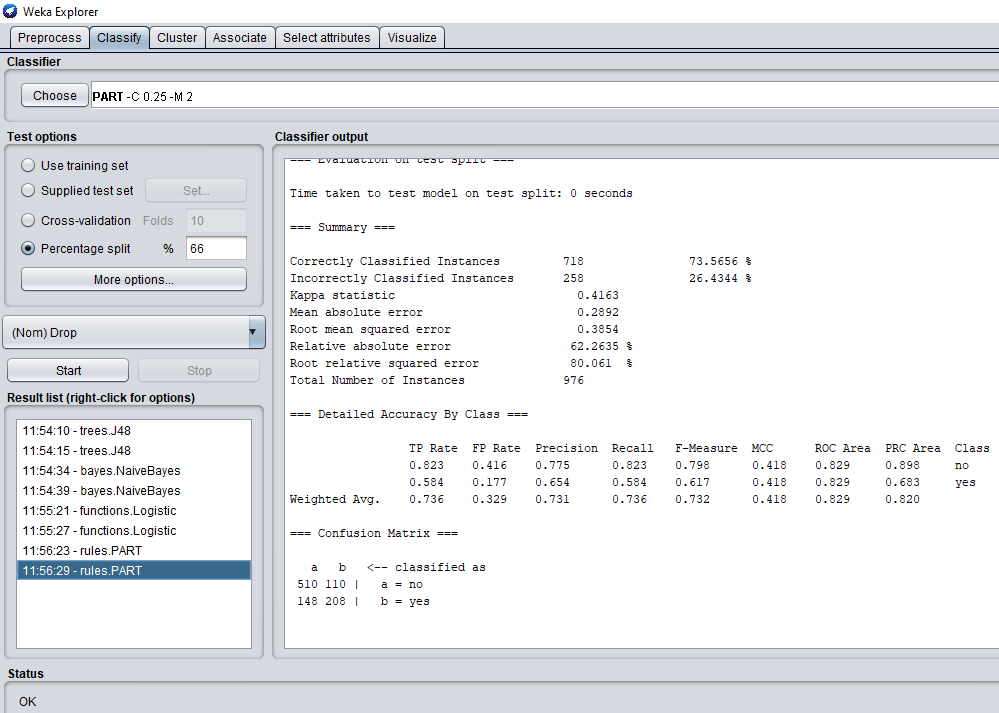 Weka Explorer
Preprocess Classify Cluster Associate Select attributes Visualize
Classifier
Choose PART -C 0.25 -M 2
Test options
Use training set
Supplied test set Set...
Cross-validation Folds 10
Percentage split % 66
More options...
(Nom) Drop
Start Stop
Result list (right-click for options)
11:54:10 - trees.J48
11:54:15 - trees.J48
11:54:34 - bayes.NaiveBayes
11:54:39 - bayes.NaiveBayes
11:55:21 - functions.Logistic
11:55:27 - functions.Logistic
11:56:23 - rules.PART
11:56:29 - rules.PART
Classifier output
=== Evaluation on test split ===
Time taken to test model on test split: 0 seconds
=== Summary ===
Correctly Classified Instances 718 73.5656 %
Incorrectly Classified Instances 258 26.4344 %
Kappa statistic 0.4163
Mean absolute error 0.2892
Root mean squared error 0.3854
Relative absolute error 62.2635 %
Root relative squared error 80.061 %
Total Number of Instances 976
=== Detailed Accuracy By Class ===
TP Rate FP Rate Precision Recall F-Measure MCC ROC Area PRC Area Class
0.823 0.416 0.775 0.823 0.798 0.418 0.829 0.898 no
0.584 0.177 0.654 0.584 0.617 0.418 0.829 0.683 yes
Weighted Avg. 0.736 0.329 0.731 0.736 0.732 0.418 0.829 0.820
=== Confusion Matrix ===
a b <-- classified as
510 110 | a = no
148 208 | b = yes
Status
OK